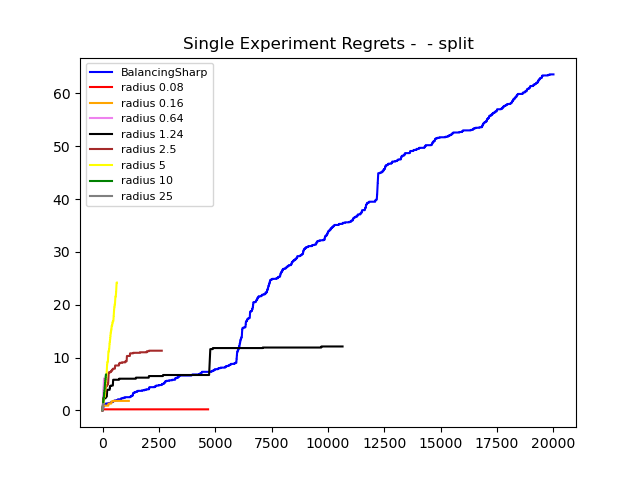 Single Experiment Regrets -  - split
BalancingSharp
radius 0.08
radius 0.16
radius 0.64
radius 1.24
radius 2.5
radius 5
radius 10
radius 25
60
50
40
30
20
10
0
0 2500 5000 7500 10000 12500 15000 17500 20000